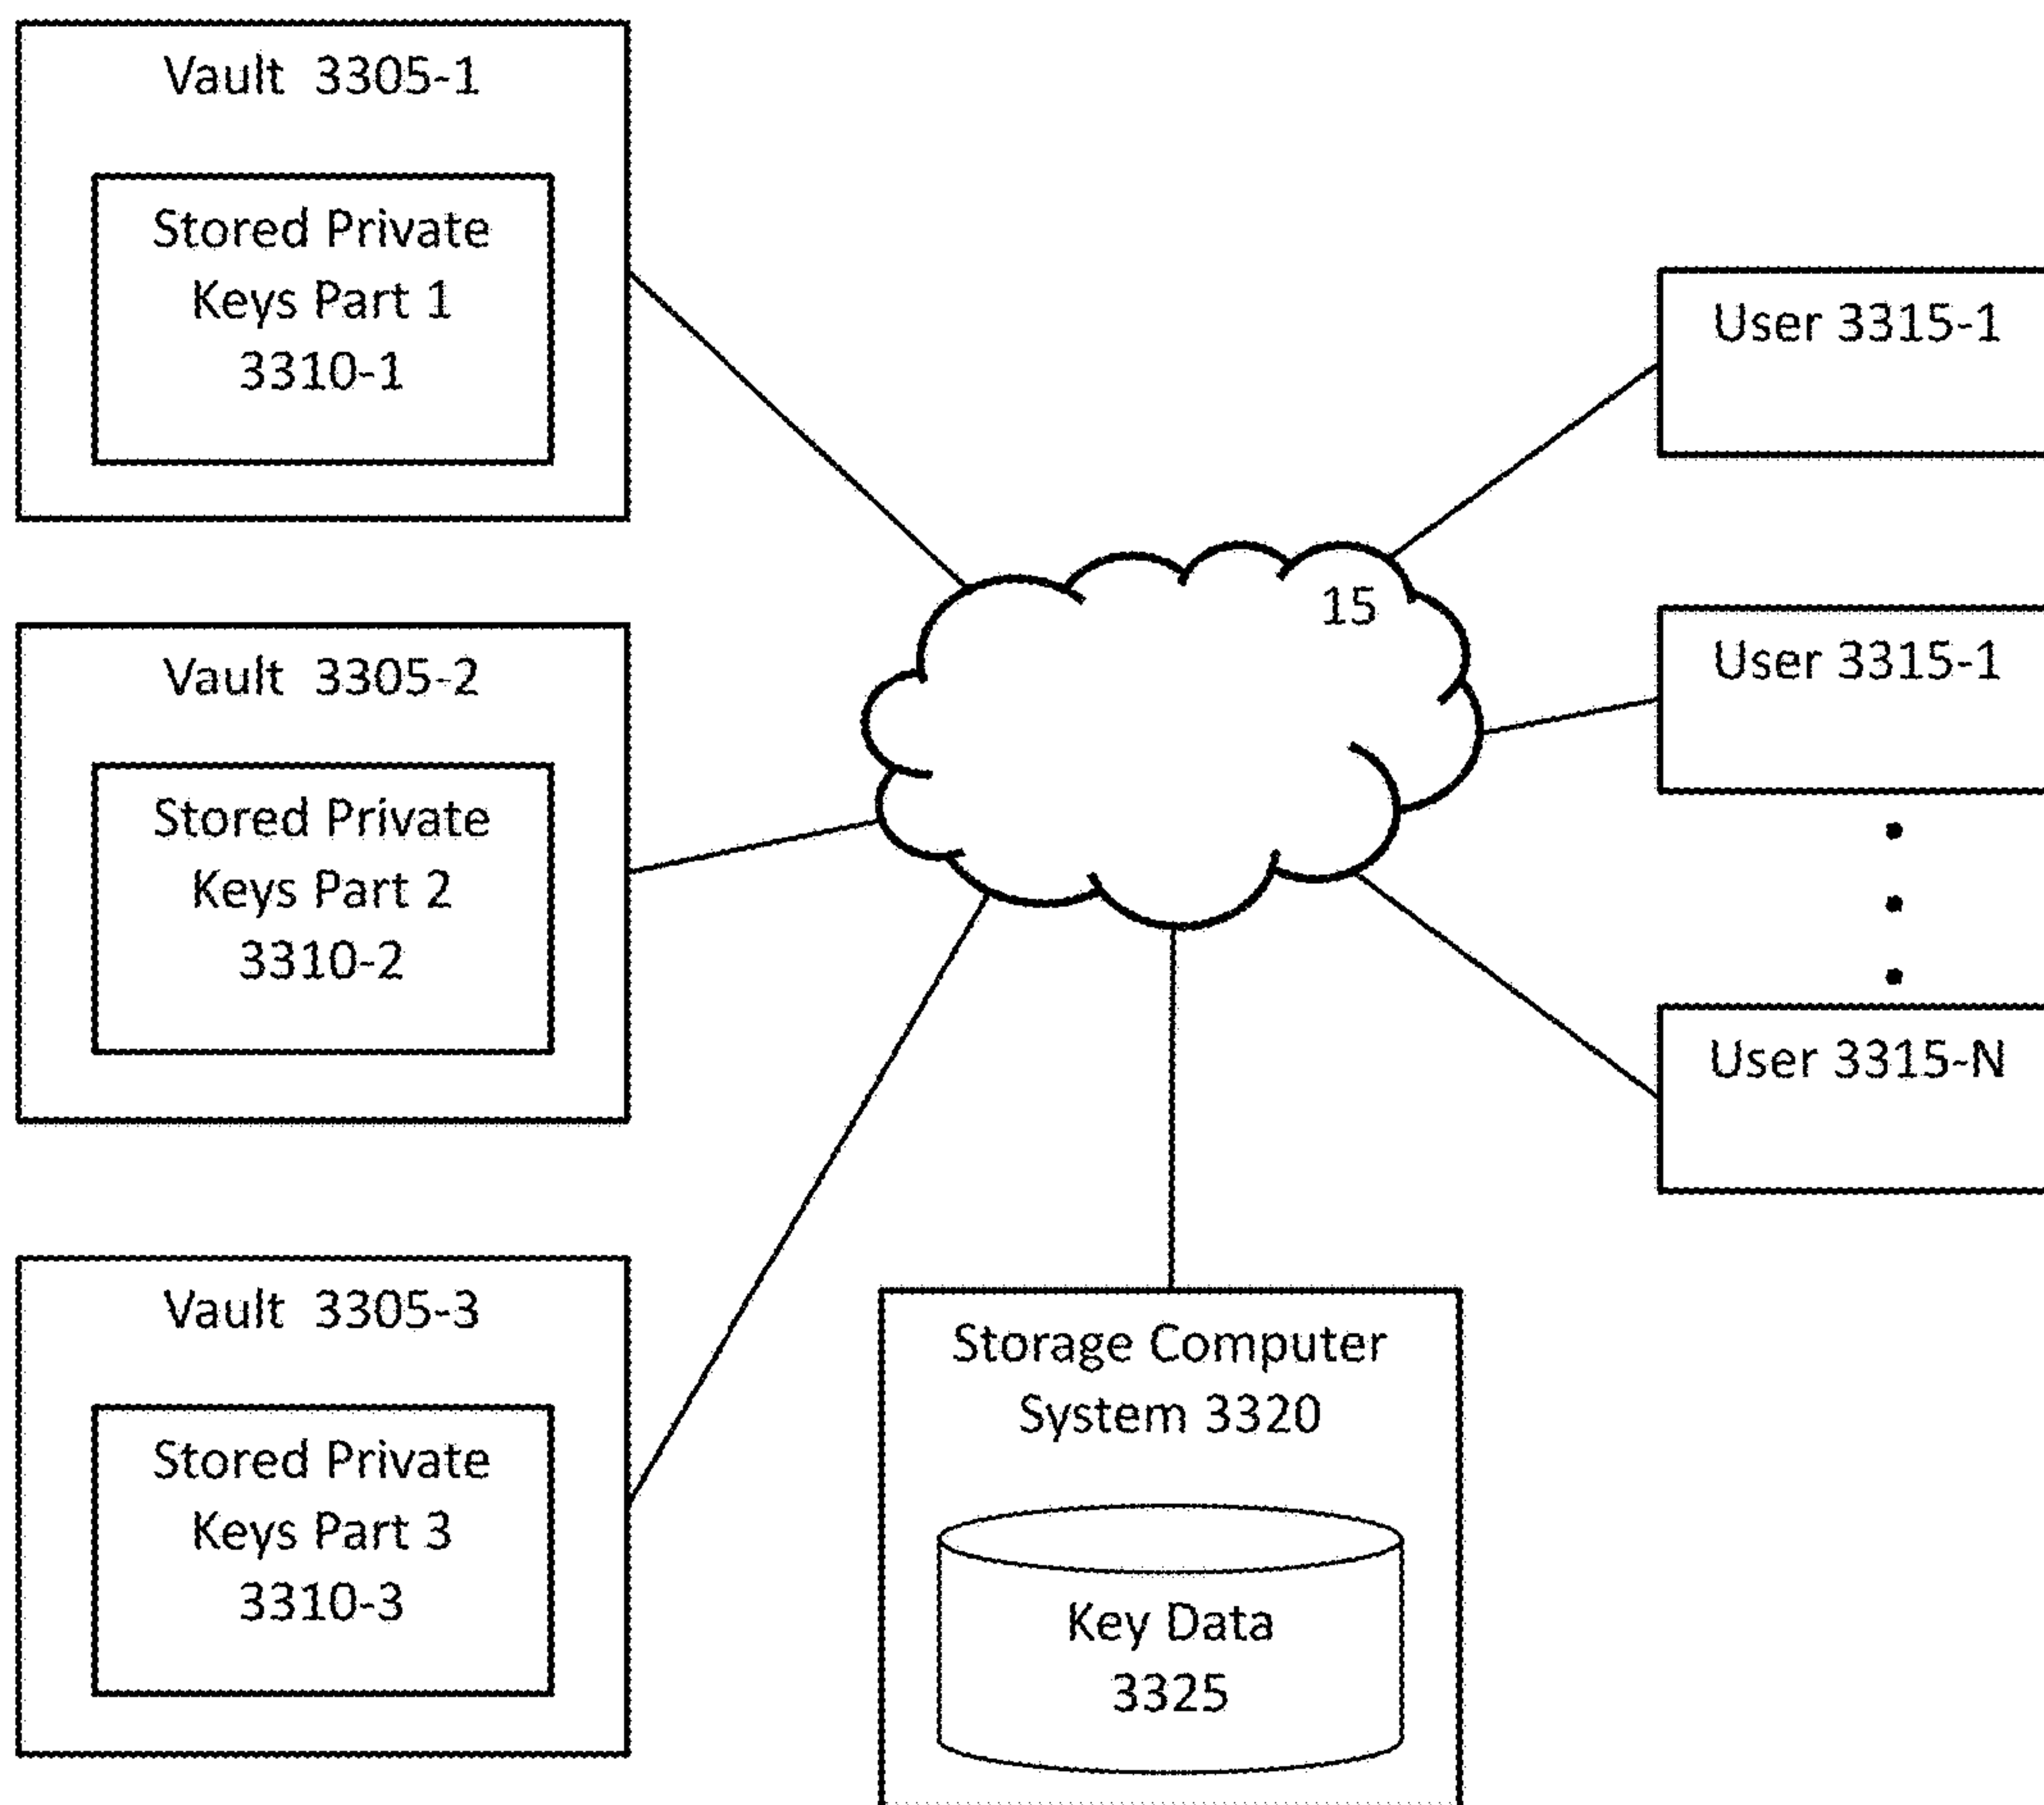 Vault 3305-1
Stored Private
Keys Part 1
3310-1
Vault 3305-2
Stored Private
Keys Part 2
3310-2
Vault 3305-3
Stored Private
Keys Part 3
3310-3
15
User 3315-1
User 3315-1
User 3315-N
Storage Computer
System 3320
Key Data
3325